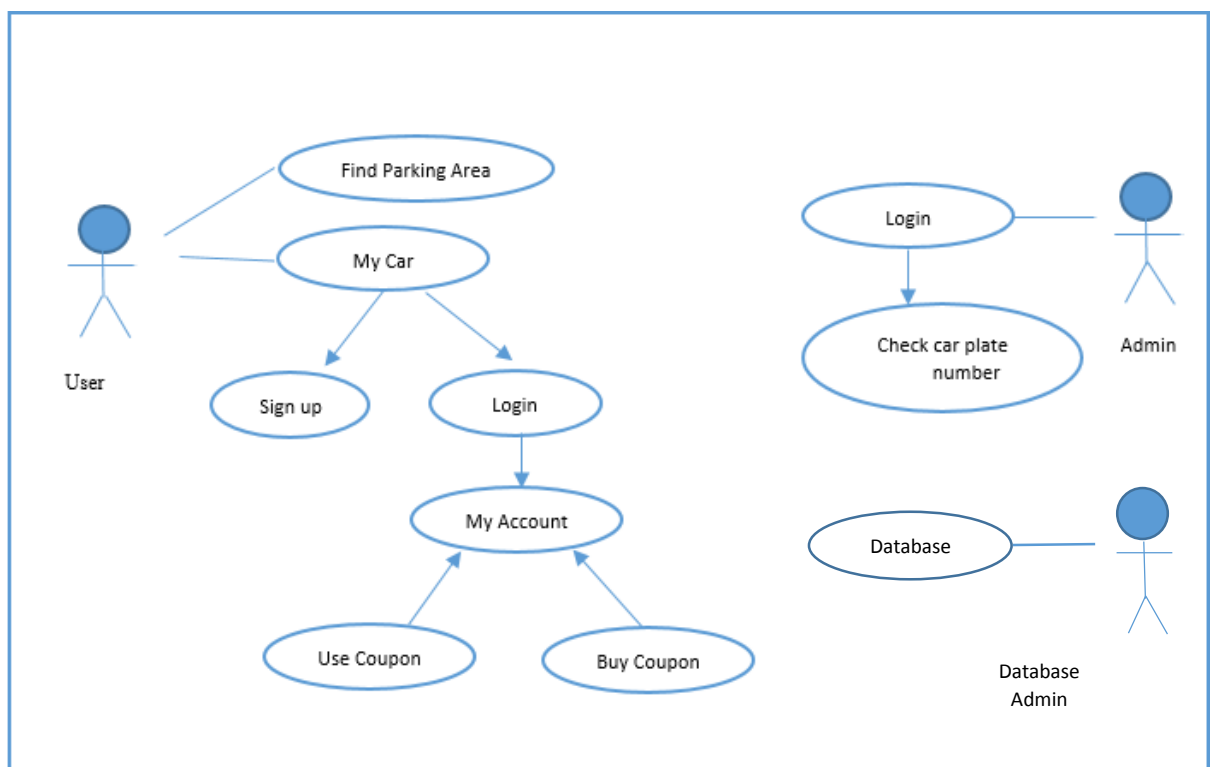 Find Parking Area
My Car
User
Sign up
Login
My Account
Use Coupon
Buy Coupon
Login
Check car plate
number
Admin
Database
Database
Admin